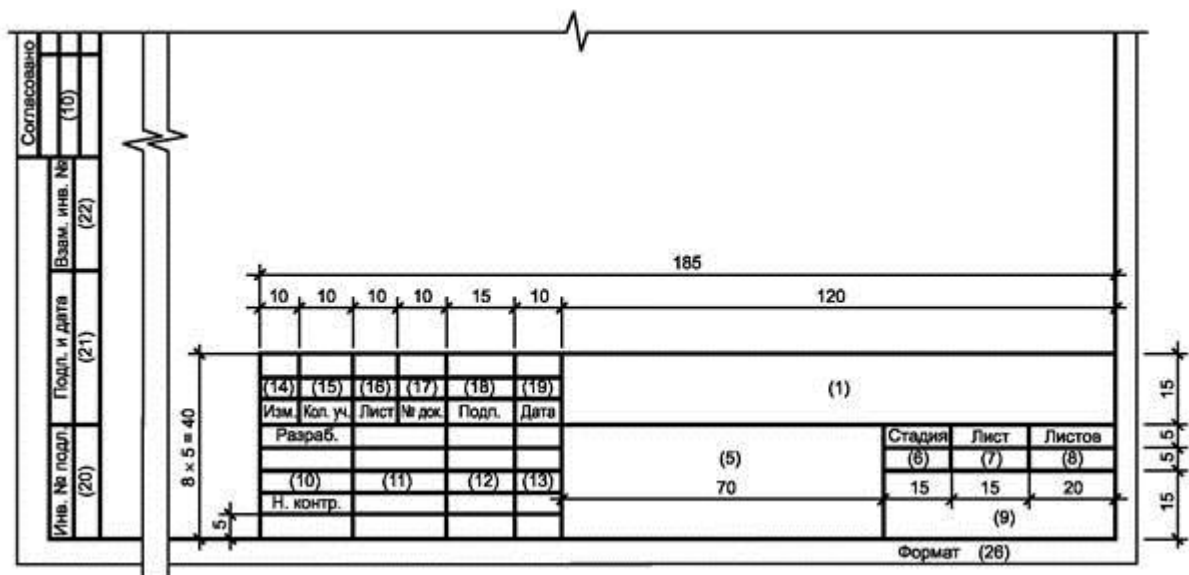 Согласовано
(10)
Взам. инв. №
(22)
Подп. и дата
(21)
Инв. № подл.
(20)
185
10 10 10 10 15 10 120
(14) (15) (16) (17) (18) (19)
Изм. Кол. уч. Лист № док. Подп. Дата
(1)
15
8 × 5 = 40
Разраб.
(10) (11) (12) (13)
Н. контр.
5
(5)
70
Стадия Лист Листов
5
(6) (7) (8)
5
15 15 20
15
(9)
Формат (26)